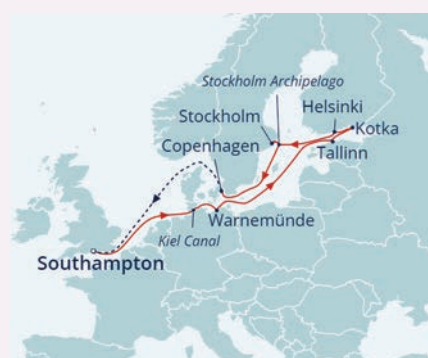 Stockholm Archipelago
Stockholm
Helsinki
Kotka
Copenhagen
Tallinn
Warnemünde
Kiel Canal
Southampton